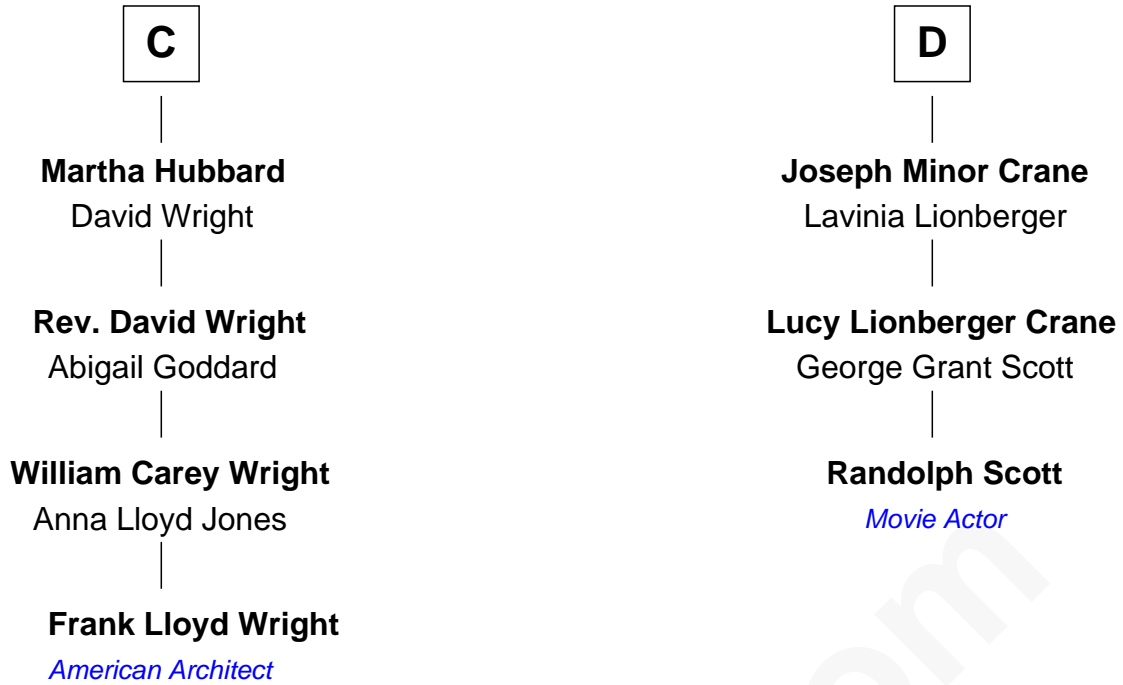 C
Martha Hubbard
David Wright
Rev. David Wright
Abigail Goddard
William Carey Wright
Anna Lloyd Jones
Frank Lloyd Wright
American Architect
D
Joseph Minor Crane
Lavinia Lionberger
Lucy Lionberger Crane
George Grant Scott
Randolph Scott
Movie Actor